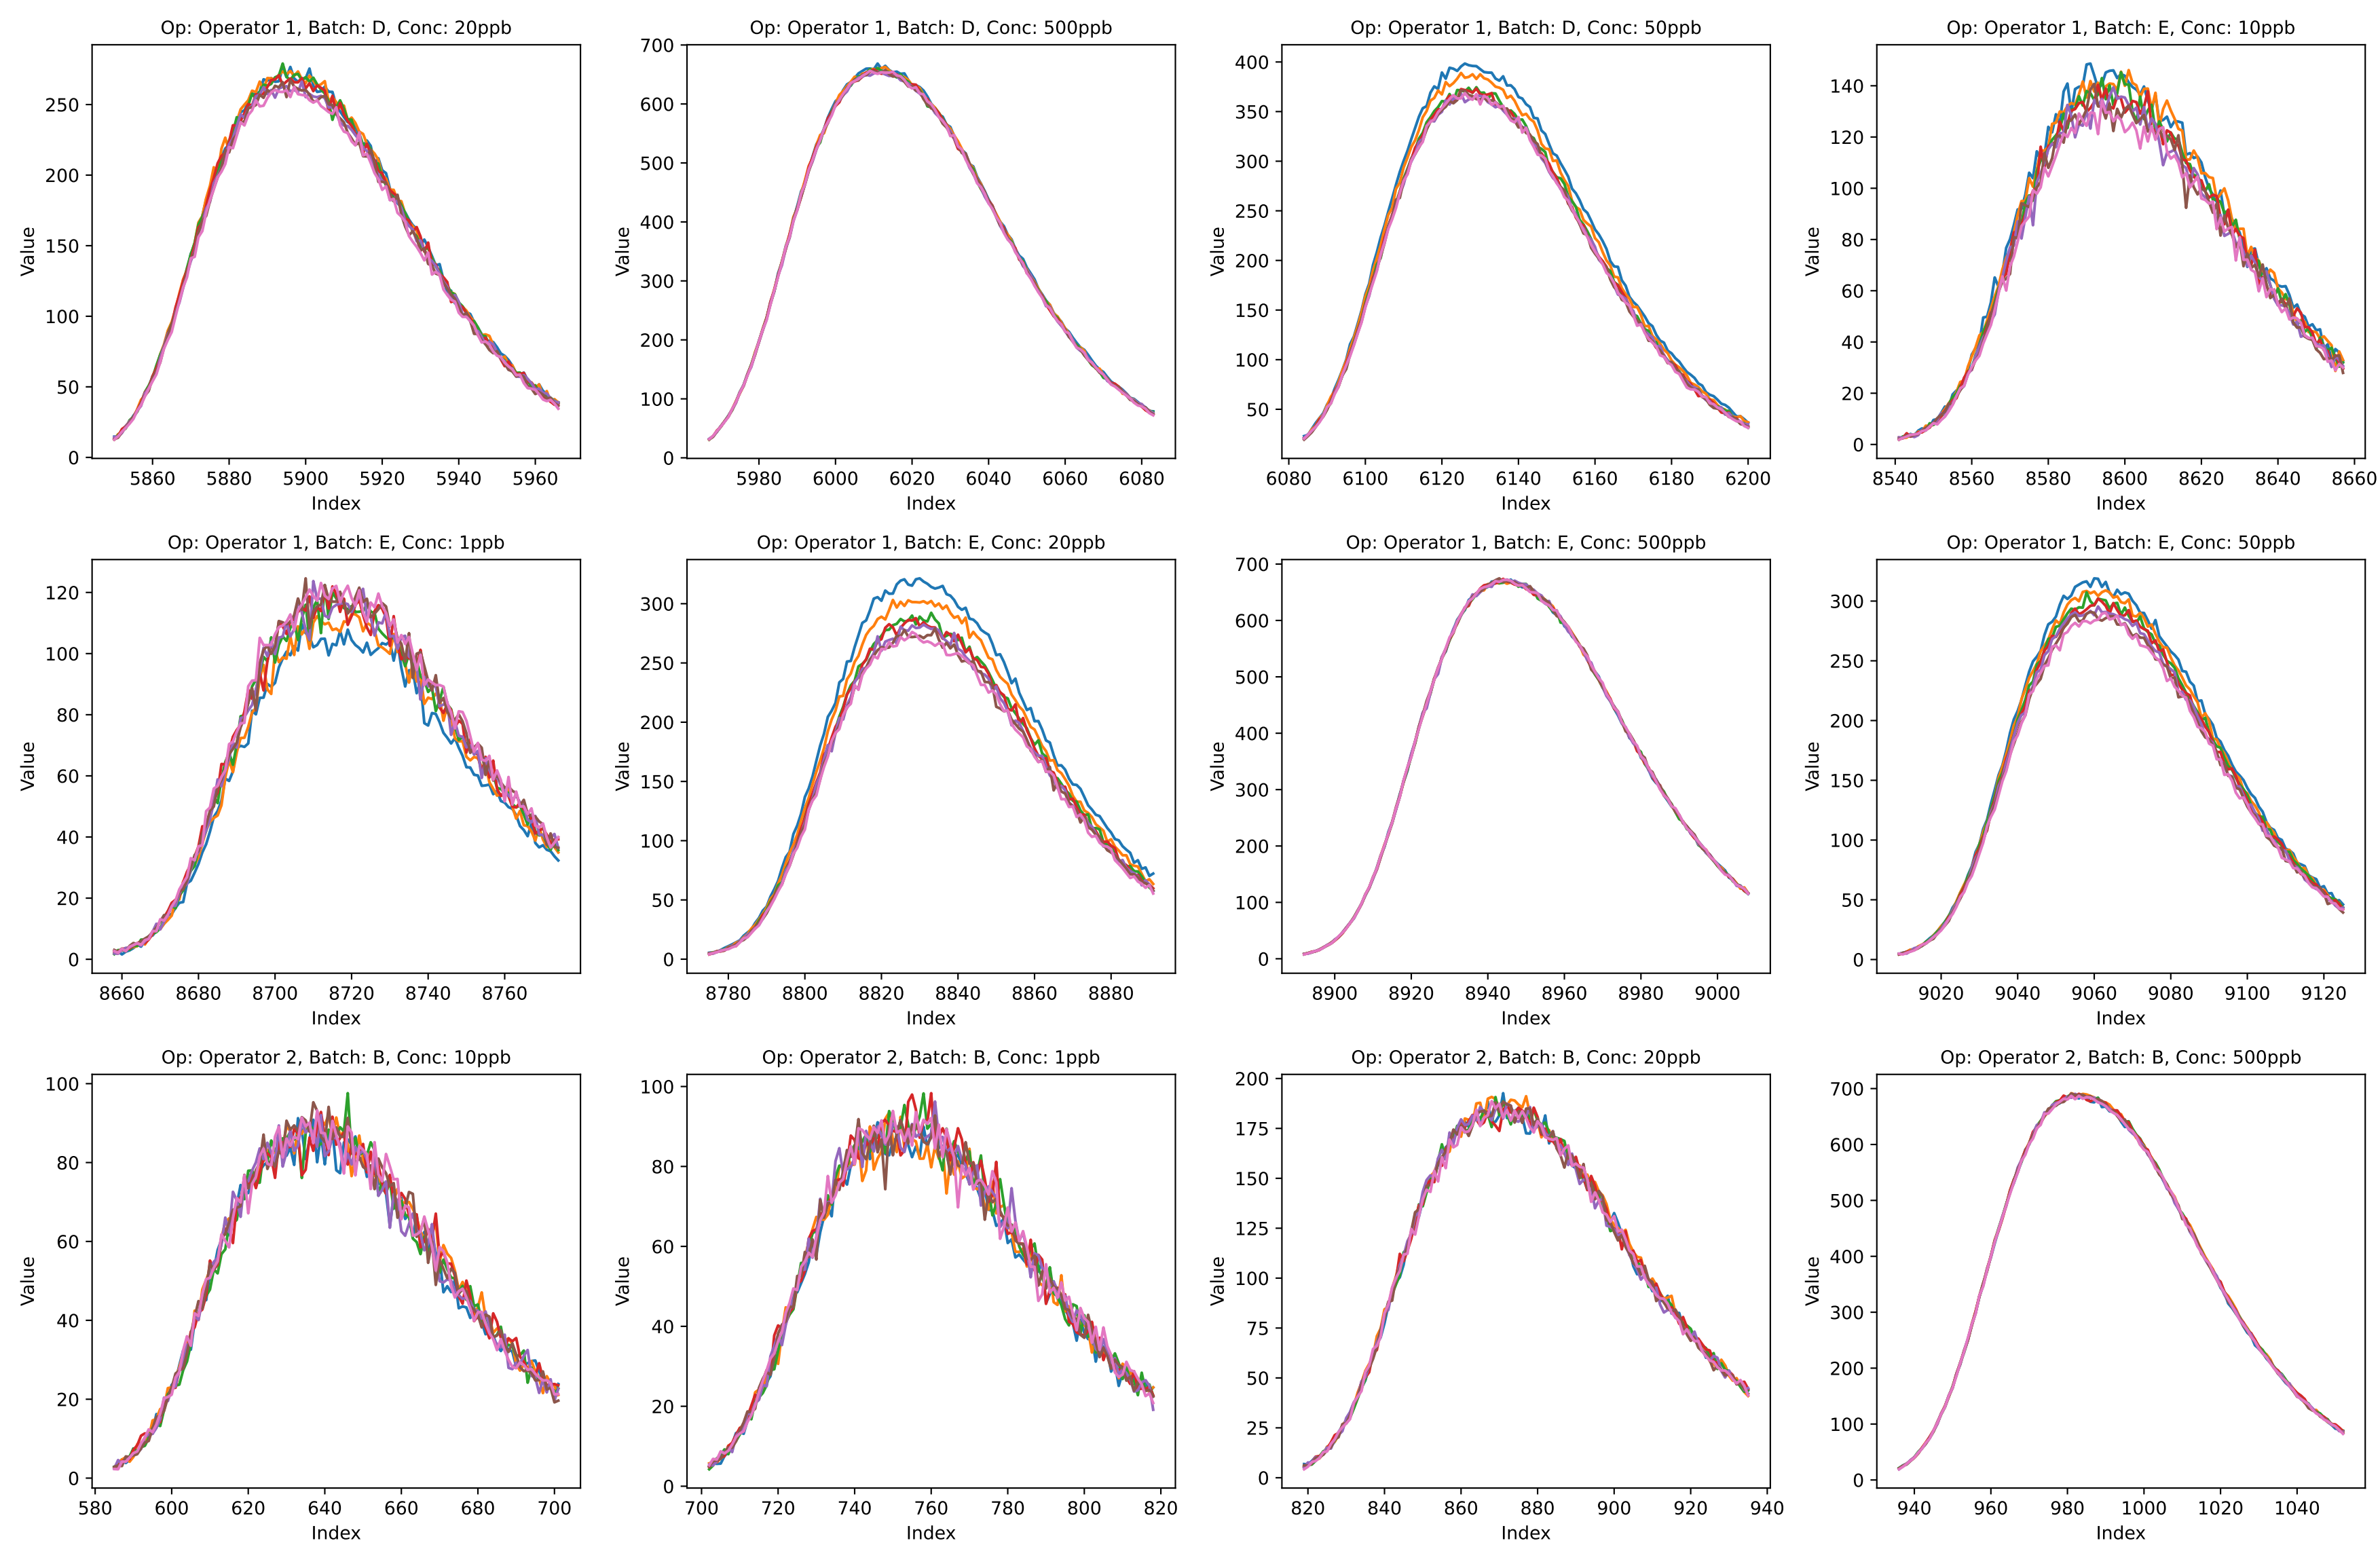 Op: Operator 1, Batch: D, Conc: 20ppb
Value
250
200
150
100
50
0
5860 5880 5900 5920 5940 5960
Index
Op: Operator 1, Batch: D, Conc: 500ppb
Value
700
600
500
400
300
200
100
0
5980 6000 6020 6040 6060 6080
Index
Op: Operator 1, Batch: D, Conc: 50ppb
Value
400
350
300
250
200
150
100
50
6080 6100 6120 6140 6160 6180 6200
Index
Op: Operator 1, Batch: E, Conc: 10ppb
Value
140
120
100
80
60
40
20
0
8540 8560 8580 8600 8620 8640 8660
Index
Op: Operator 1, Batch: E, Conc: 1ppb
Value
120
100
80
60
40
20
0
8660 8680 8700 8720 8740 8760
Index
Op: Operator 1, Batch: E, Conc: 20ppb
Value
300
250
200
150
100
50
0
8780 8800 8820 8840 8860 8880
Index
Op: Operator 1, Batch: E, Conc: 500ppb
Value
700
600
500
400
300
200
100
0
8900 8920 8940 8960 8980 9000
Index
Op: Operator 1, Batch: E, Conc: 50ppb
Value
300
250
200
150
100
50
0
9020 9040 9060 9080 9100 9120
Index
Op: Operator 2, Batch: B, Conc: 10ppb
Value
100
80
60
40
20
0
580 600 620 640 660 680 700
Index
Op: Operator 2, Batch: B, Conc: 1ppb
Value
100
80
60
40
20
0
700 720 740 760 780 800 820
Index
Op: Operator 2, Batch: B, Conc: 20ppb
Value
200
175
150
125
100
75
50
25
0
820 840 860 880 900 920 940
Index
Op: Operator 2, Batch: B, Conc: 500ppb
Value
700
600
500
400
300
200
100
0
940 960 980 1000 1020 1040
Index